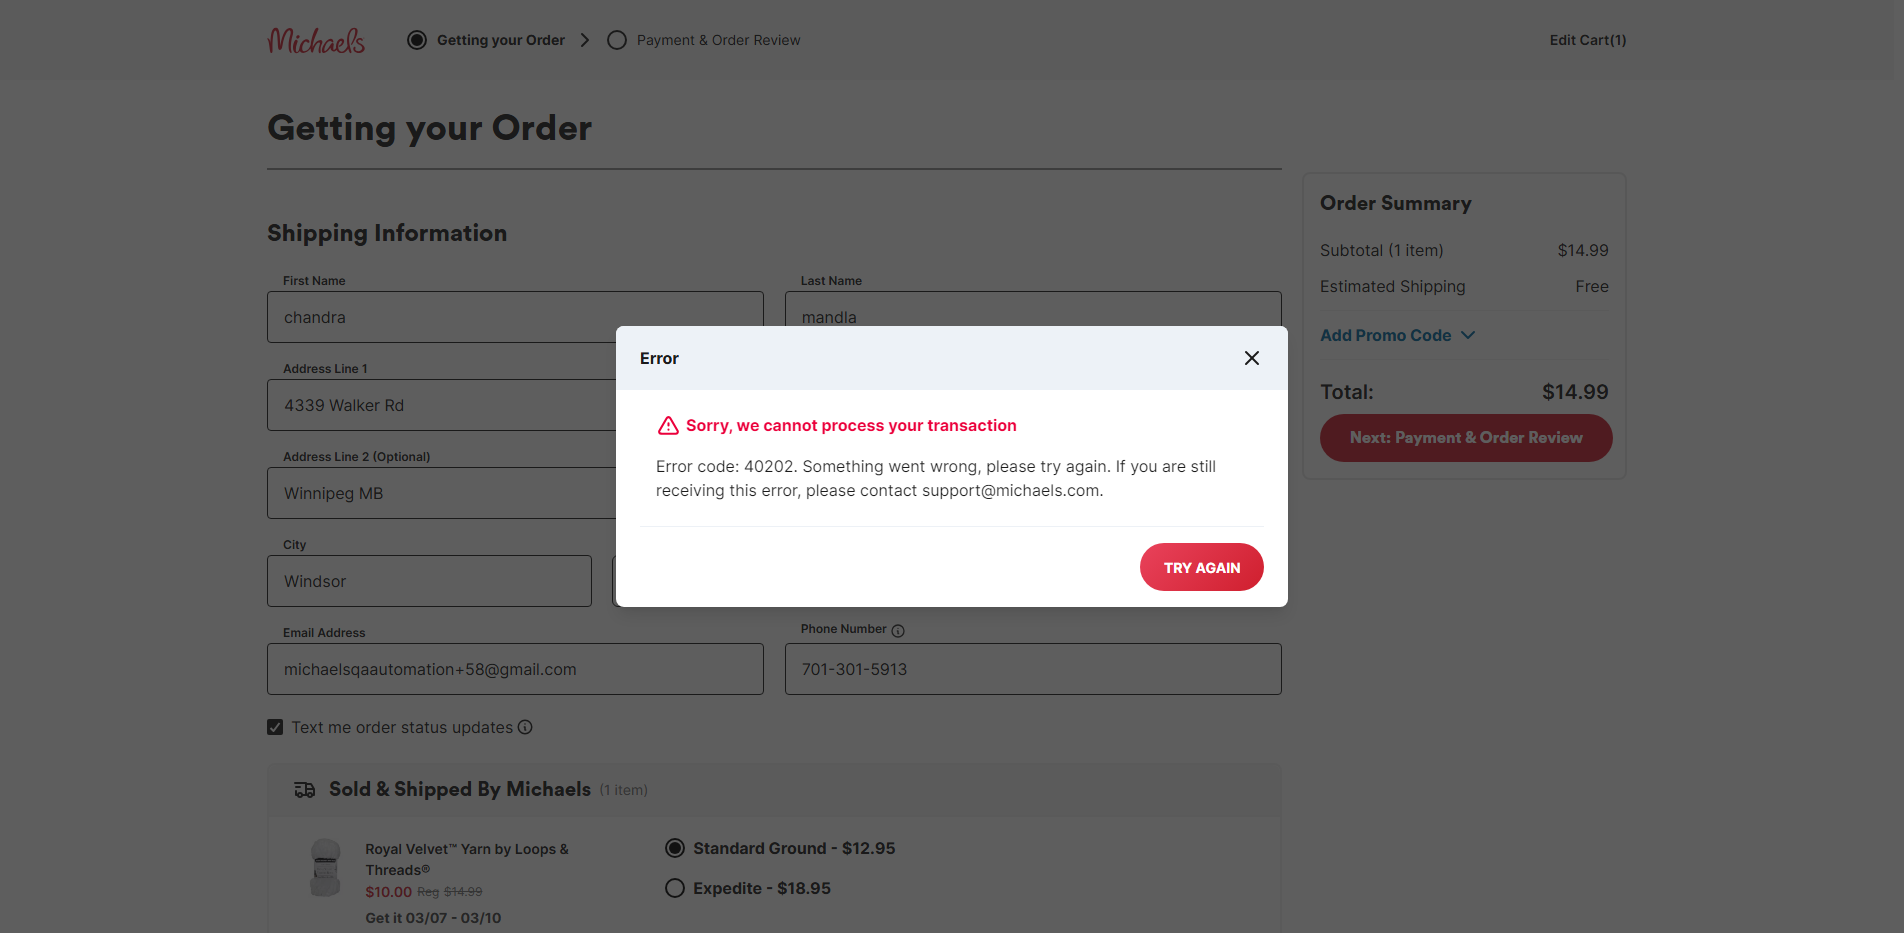 Michaels
Getting your Order
Payment & Order Review
Edit Cart(1)
Getting your Order
Shipping Information
First Name
Last Name
chandra
mandla
Address Line 1
4339 Walker Rd
Address Line 2 (Optional)
Winnipeg MB
City
Windsor
Email Address
Phone Number
michaelsqaautomation+58@gmail.com
701-301-5913
Text me order status updates
Sold & Shipped By Michaels (1 item)
Royal Velvet™ Yarn by Loops &
Threads®
$10.00 Reg $14.99
Get it 03/07 - 03/10
Standard Ground - $12.95
Expedite - $18.95
Order Summary
Subtotal (1 item) $14.99
Estimated Shipping Free
Add Promo Code
Total: $14.99
Next: Payment & Order Review
Error
Sorry, we cannot process your transaction
Error code: 40202. Something went wrong, please try again. If you are still
receiving this error, please contact support@michaels.com.
TRY AGAIN